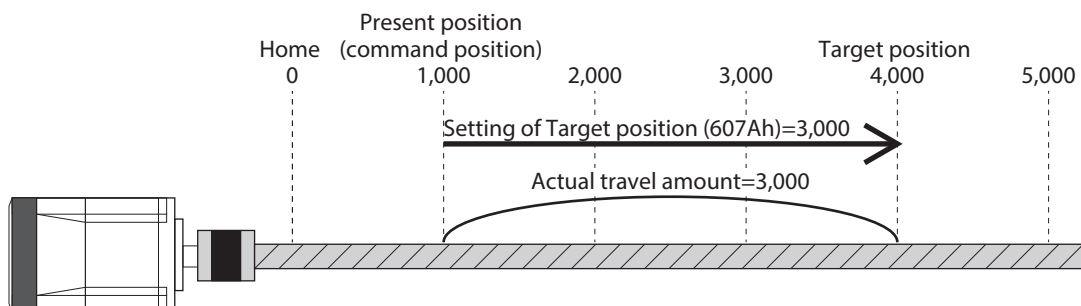 Present position
Home (command position) Target position
0 1,000 2,000 3,000 4,000 5,000
Setting of Target position (607Ah)=3,000
Actual travel amount=3,000